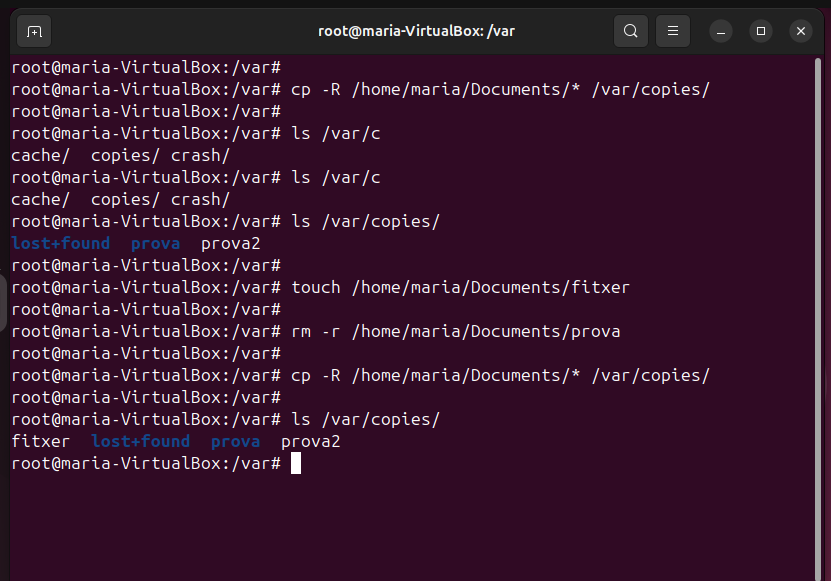 root@maria-VirtualBox: /var
root@maria-VirtualBox:/var#
root@maria-VirtualBox:/var# cp -R /home/maria/Documents/* /var/copies/
root@maria-VirtualBox:/var#
root@maria-VirtualBox:/var# ls /var/c
cache/  copies/ crash/
root@maria-VirtualBox:/var# ls /var/c
cache/  copies/ crash/
root@maria-VirtualBox:/var# ls /var/copies/
lost+found  prova  prova2
root@maria-VirtualBox:/var#
root@maria-VirtualBox:/var# touch /home/maria/Documents/fitxer
root@maria-VirtualBox:/var#
root@maria-VirtualBox:/var# rm -r /home/maria/Documents/prova
root@maria-VirtualBox:/var#
root@maria-VirtualBox:/var# cp -R /home/maria/Documents/* /var/copies/
root@maria-VirtualBox:/var#
root@maria-VirtualBox:/var# ls /var/copies/
fitxer  lost+found  prova  prova2
root@maria-VirtualBox:/var#